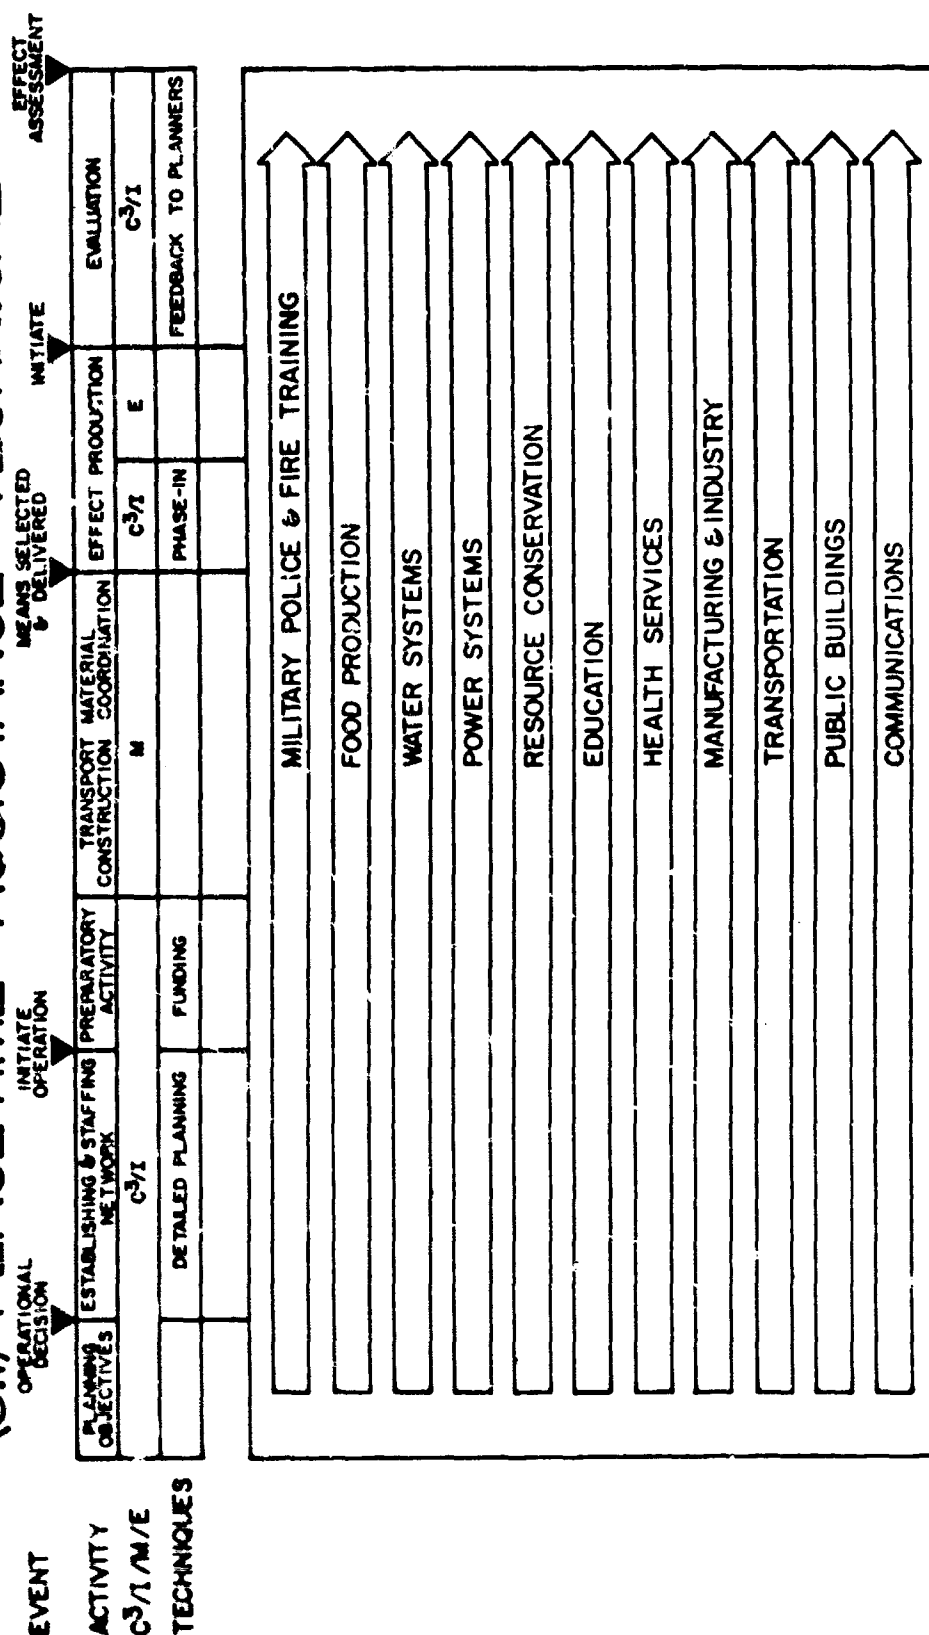 EVENT
OPERATIONAL
DECISION
INITIATE
OPERATION
MEANS SELECTED
& DELIVERED
INITIATE
EFFECT
ASSESSMENT
ACTIVITY
PLANNING
OBJECTIVES
ESTABLISHING & STAFFING
NETWORK
PREPARATORY
ACTIVITY
TRANSPORT MATERIAL
CONSTRUCTION COORDINATION
EFFECT PRODUCTION
EVALUATION
C³/I/M/E
C³/I
M
C³/I
E
C³/I
TECHNIQUES
DETAILED PLANNING
FUNDING
PHASE-IN
FEEDBACK TO PLANNERS
MILITARY POLICE & FIRE TRAINING
FOOD PRODUCTION
WATER SYSTEMS
POWER SYSTEMS
RESOURCE CONSERVATION
EDUCATION
HEALTH SERVICES
MANUFACTURING & INDUSTRY
TRANSPORTATION
PUBLIC BUILDINGS
COMMUNICATIONS